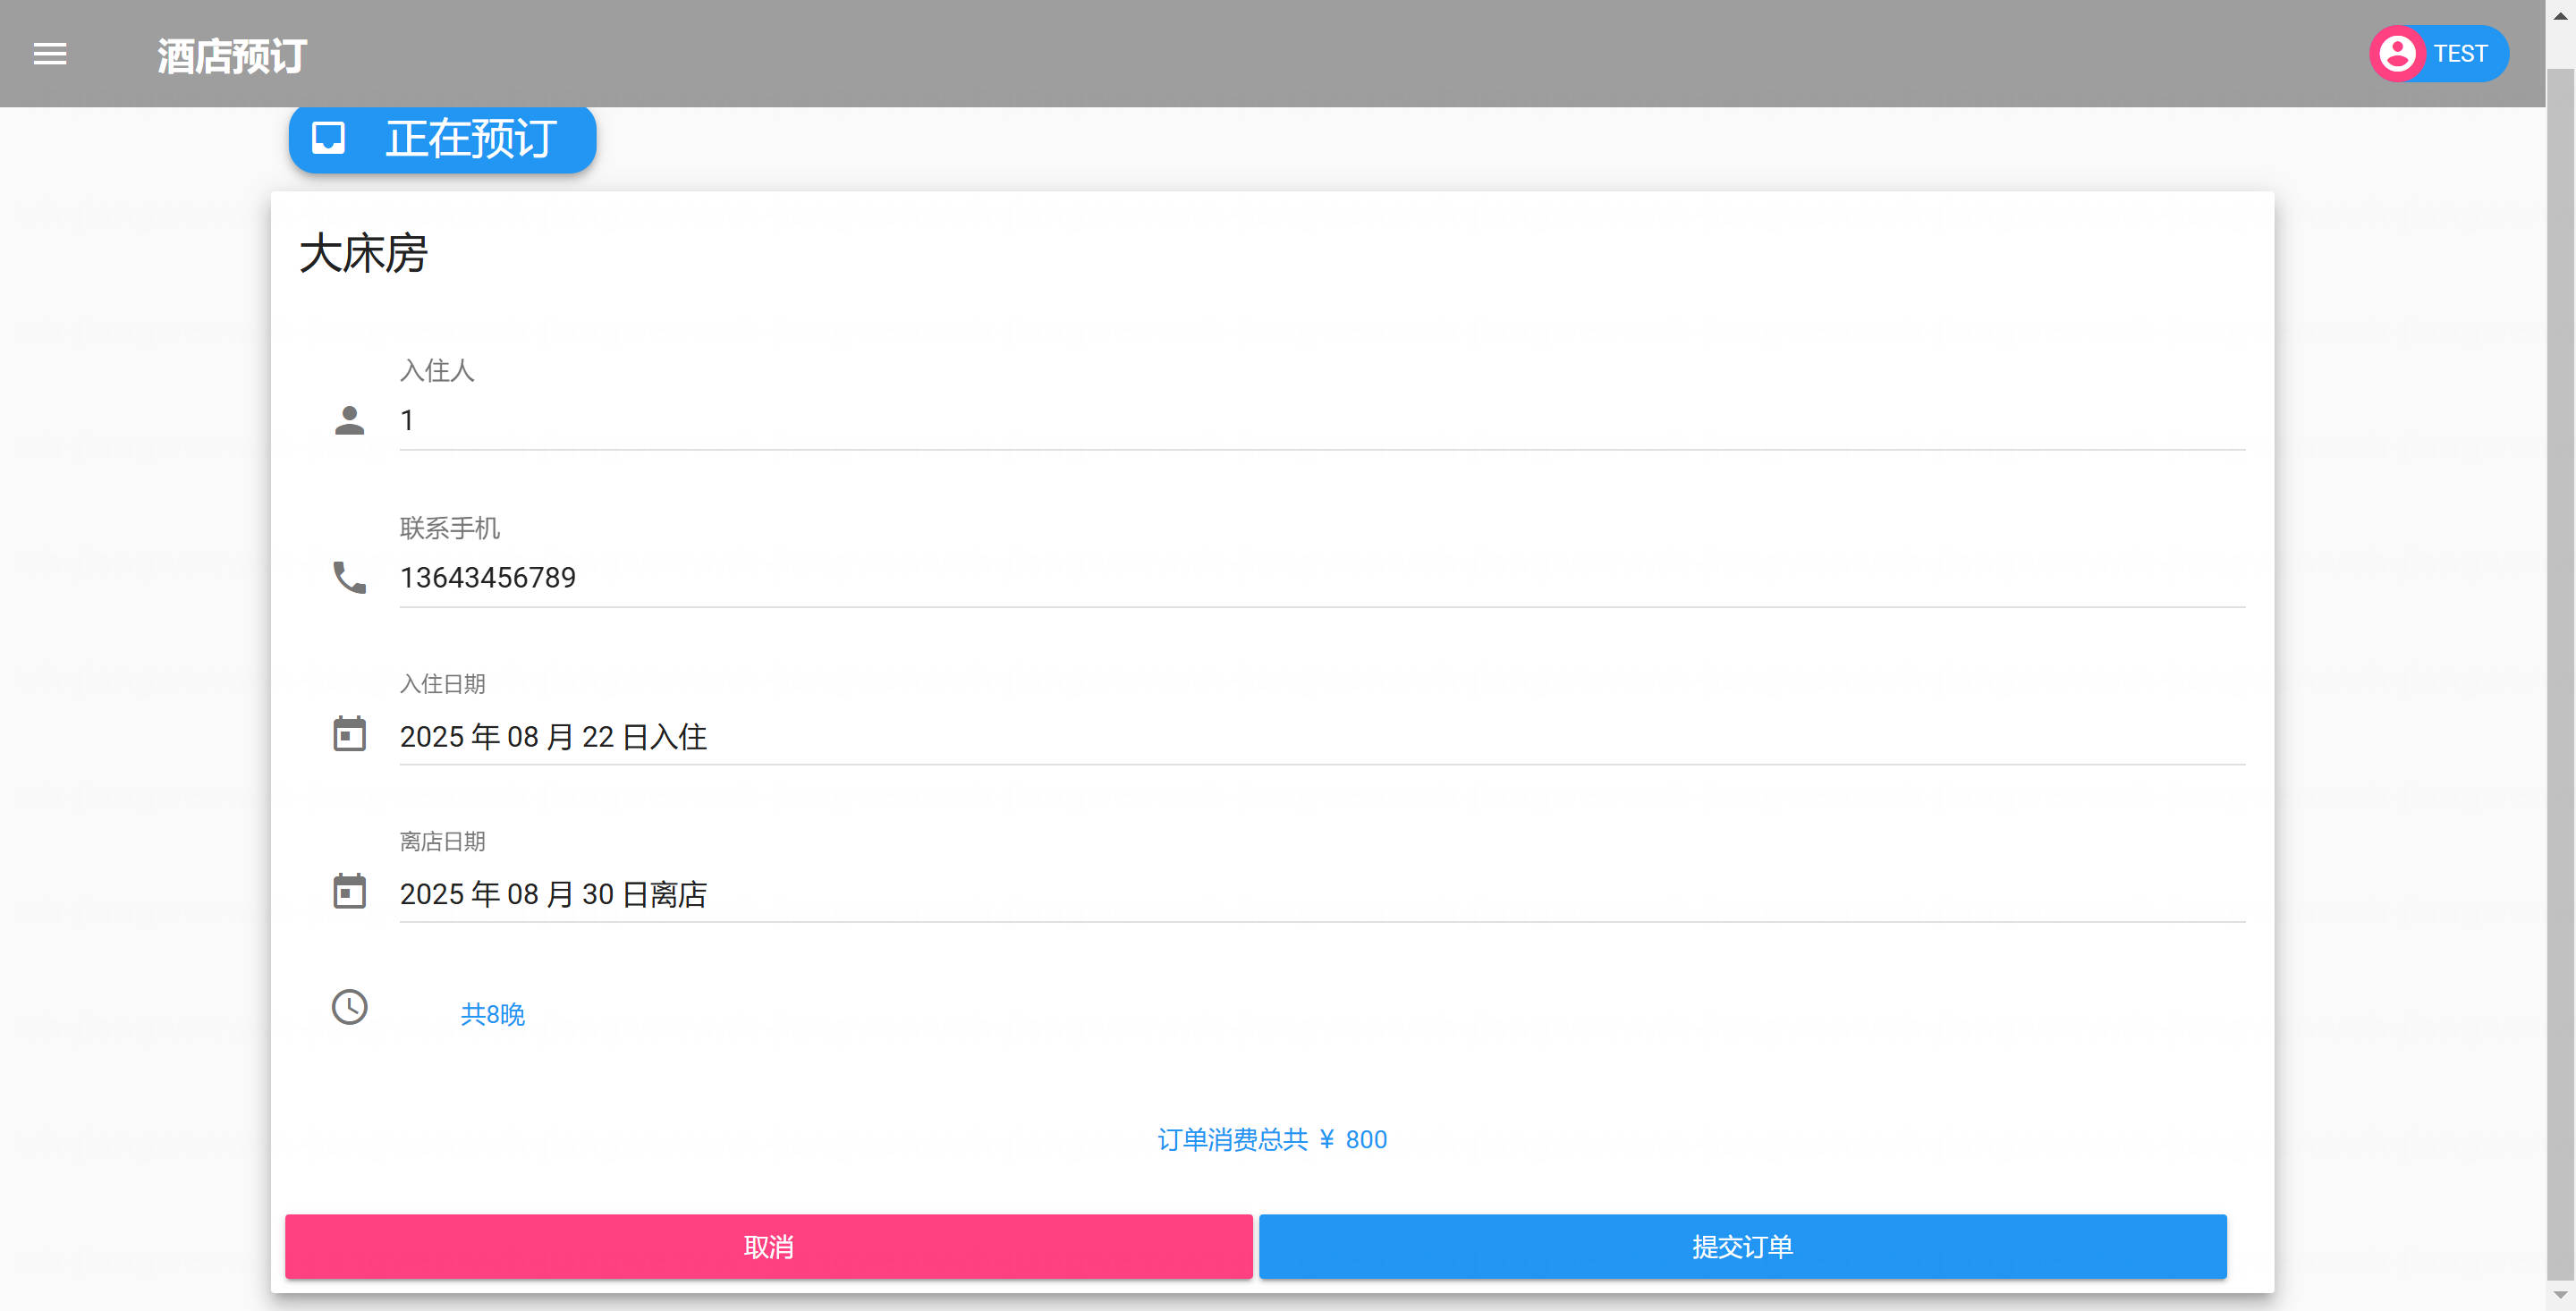 酒店预订
TEST
正在预订
大床房
入住人
1
联系手机
13643456789
入住日期
2025 年 08 月 22 日入住
离店日期
2025 年 08 月 30 日离店
共8晚
订单消费总共 ¥ 800
取消
提交订单